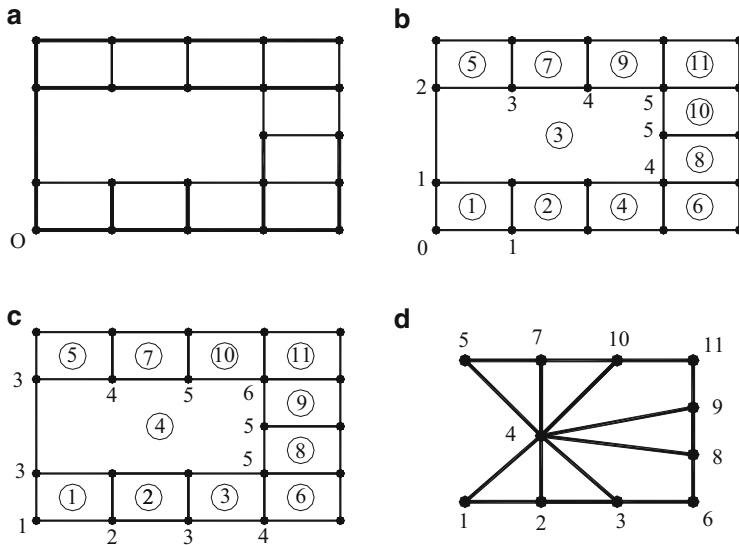 a
O
b
5 7 9 11
2 3 4 5 10
3 5
1 4 8
1 2 4 6
0 1
c
5 7 10 11
3 4 5 6 9
4 5
3 5 8
1 2 3 6
1 2 3 4
d
5 7 10 11
9
4
8
1 2 3 6